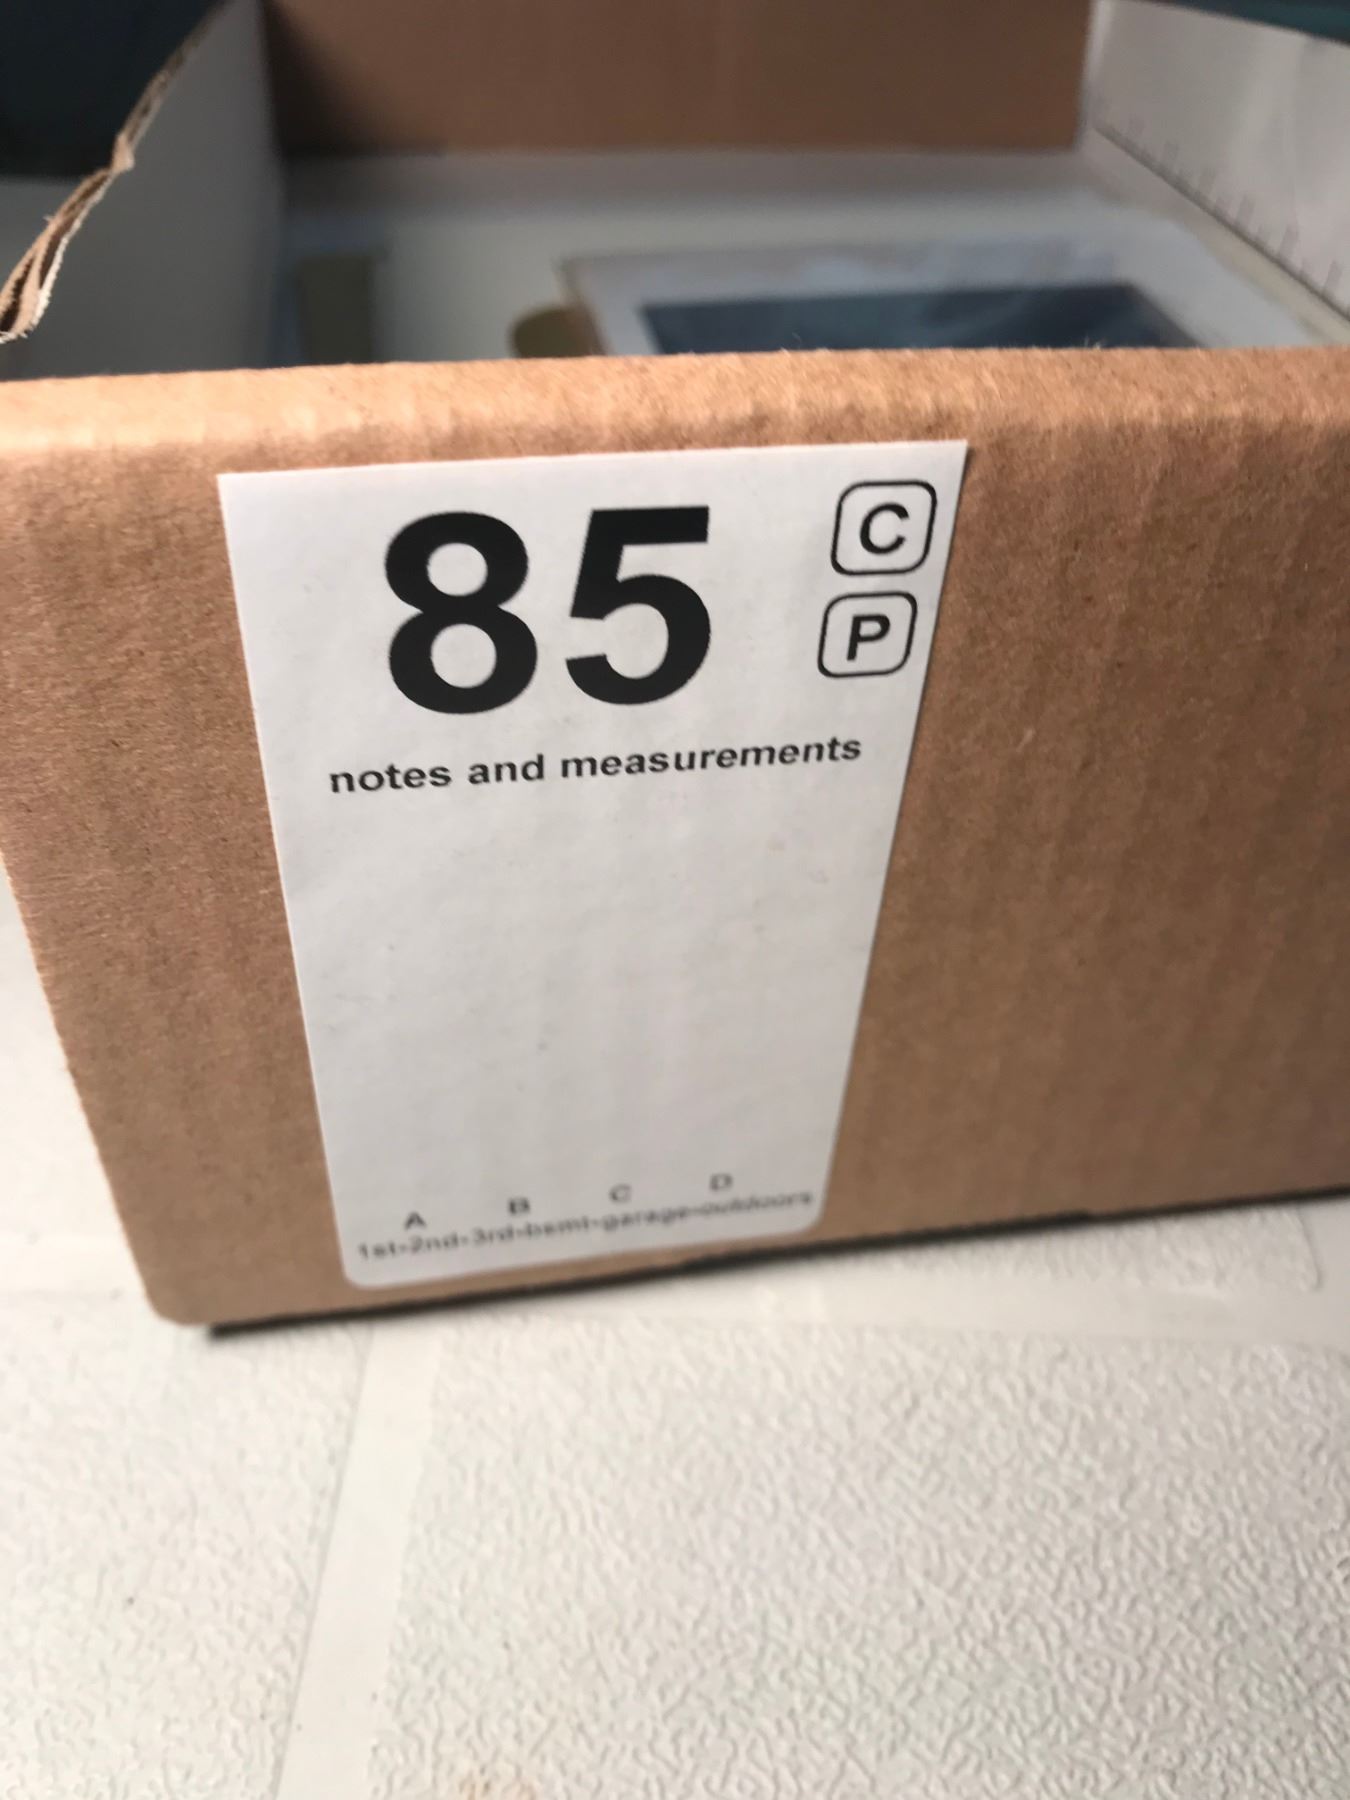 85
C
P
notes and measurements
A B C D
1st-2nd-3rd-bsmt-garage-outdoors